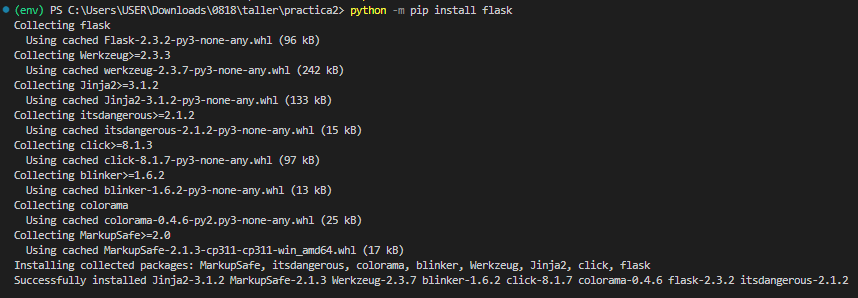 (env) PS C:\Users\USER\Downloads\0818\taller\practica2> python -m pip install flask
Collecting flask
Using cached Flask-2.3.2-py3-none-any.whl (96 kB)
Collecting Werkzeug>=2.3.3
Using cached werkzeug-2.3.7-py3-none-any.whl (242 kB)
Collecting Jinja2>=3.1.2
Using cached Jinja2-3.1.2-py3-none-any.whl (133 kB)
Collecting itsdangerous>=2.1.2
Using cached itsdangerous-2.1.2-py3-none-any.whl (15 kB)
Collecting click>=8.1.3
Using cached click-8.1.7-py3-none-any.whl (97 kB)
Collecting blinker>=1.6.2
Using cached blinker-1.6.2-py3-none-any.whl (13 kB)
Collecting colorama
Using cached colorama-0.4.6-py2.py3-none-any.whl (25 kB)
Collecting MarkupSafe>=2.0
Using cached MarkupSafe-2.1.3-cp311-cp311-win_amd64.whl (17 kB)
Installing collected packages: MarkupSafe, itsdangerous, colorama, blinker, Werkzeug, Jinja2, click, flask
Successfully installed Jinja2-3.1.2 MarkupSafe-2.1.3 Werkzeug-2.3.7 blinker-1.6.2 click-8.1.7 colorama-0.4.6 flask-2.3.2 itsdangerous-2.1.2